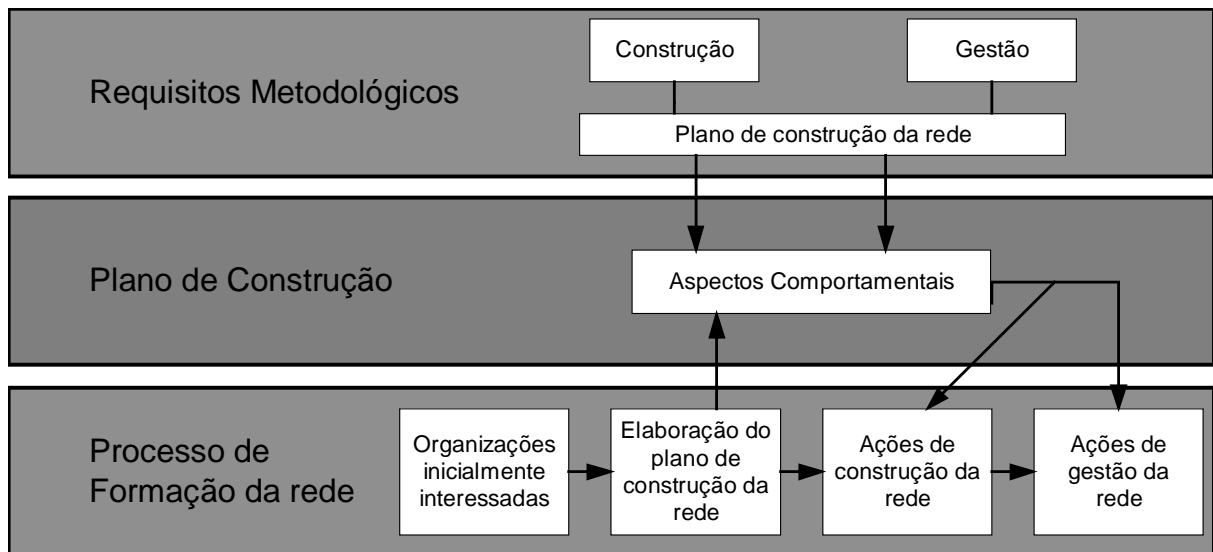 Construção
Gestão
Requisitos Metodológicos
Plano de construção da rede
Plano de Construção
Aspectos Comportamentais
Processo de
Formação da rede
Organizações
inicialmente
interessadas
Elaboração do
plano de
construção da
rede
Ações de
construção da
rede
Ações de
gestão da
rede